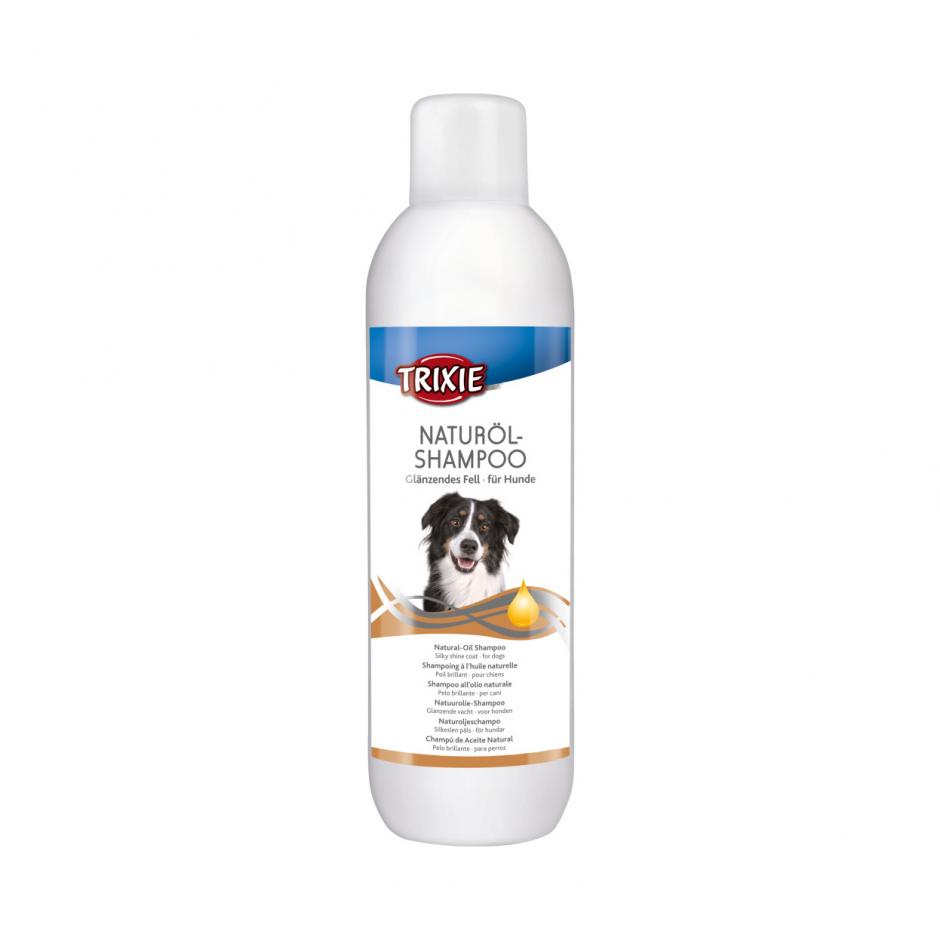 TRIXIE
NATURÖL-
SHAMPOO
Glänzendes Fell · für Hunde
Natural-Oil Shampoo
Silky shine coat · for dogs
Shampoing à l'huile naturelle
Poil brillant · pour chiens
Shampoo all'olio naturale
Pelo brillante · per cani
Natuurolie-Shampoo
Glanzende vacht · voor honden
Naturoljeschampo
Silkeslen päls · för hundar
Champú de Aceite Natural
Pelo brillante · para perros